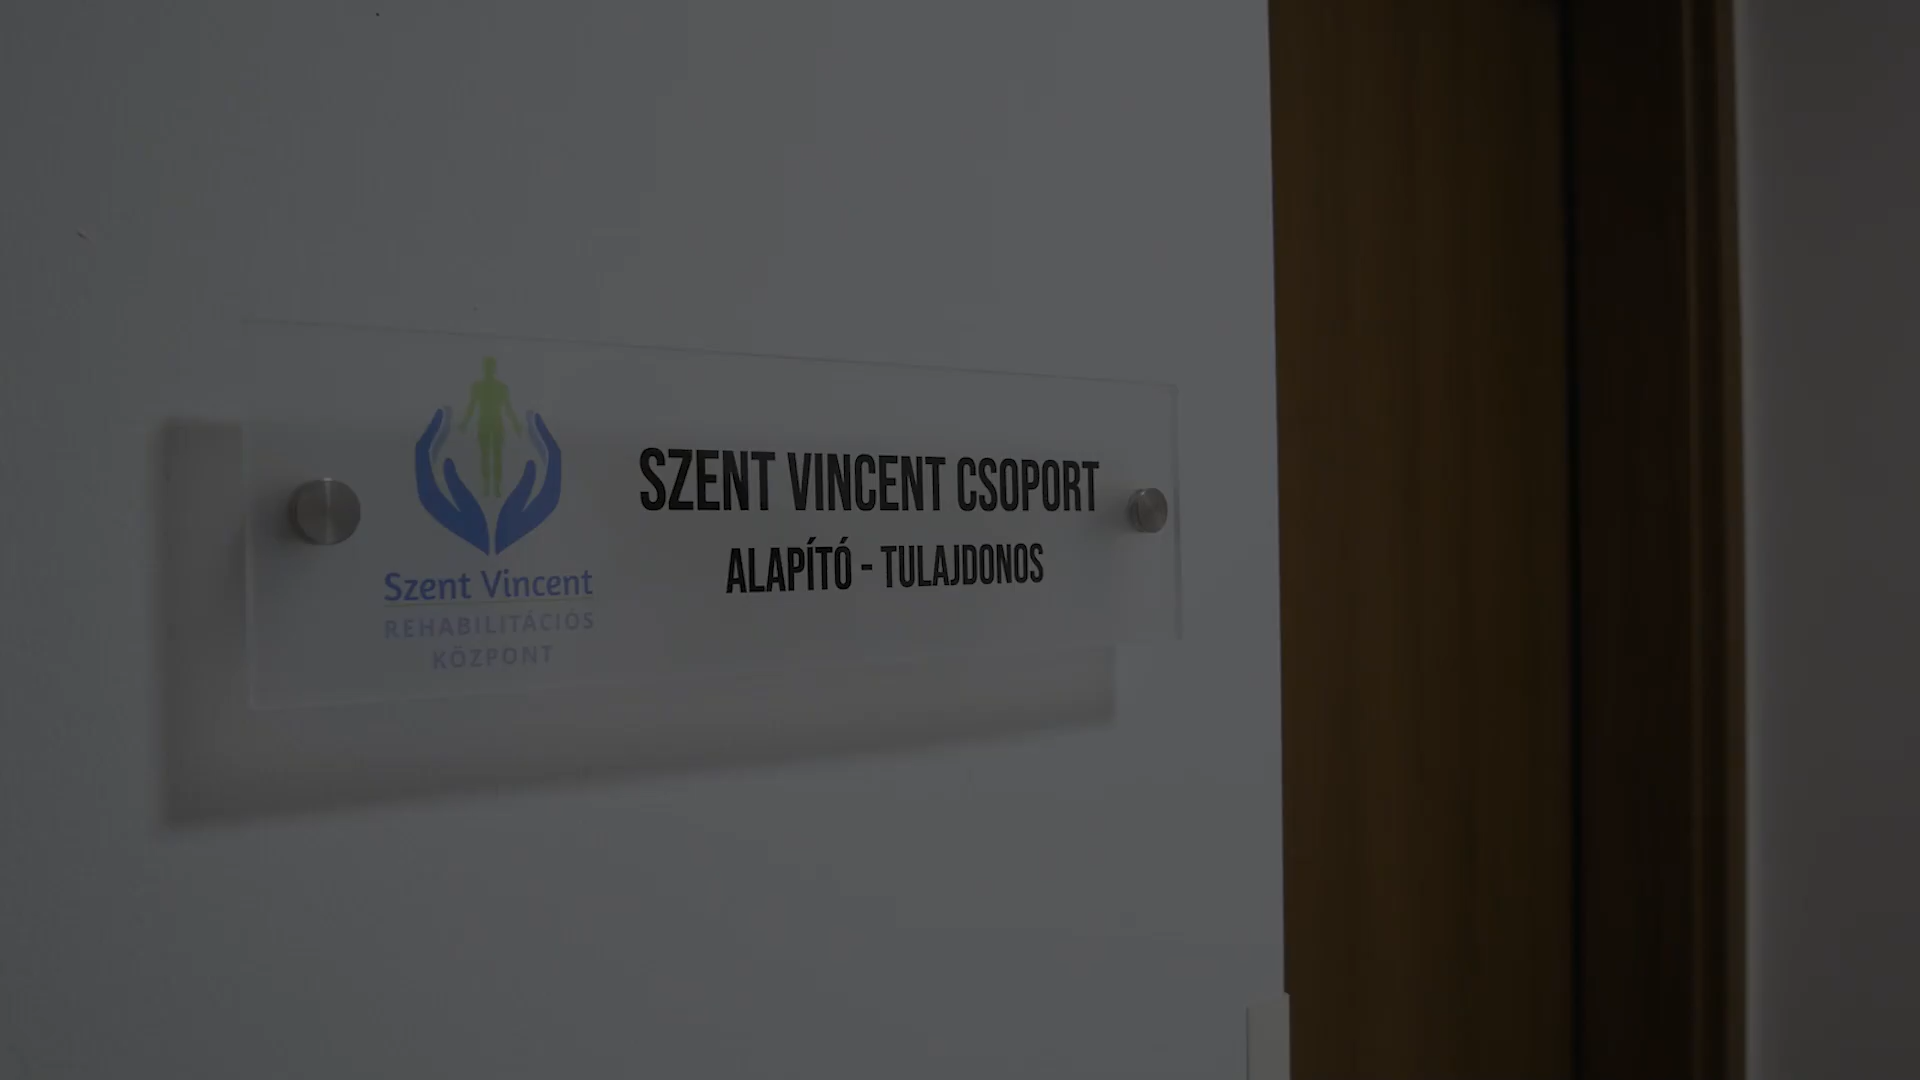 SZENT VINCENT CSOPORT
ALAPÍTÓ - TULAJDONOS
Szent Vincent
REHABILITÁCIÓS
KÖZPONT